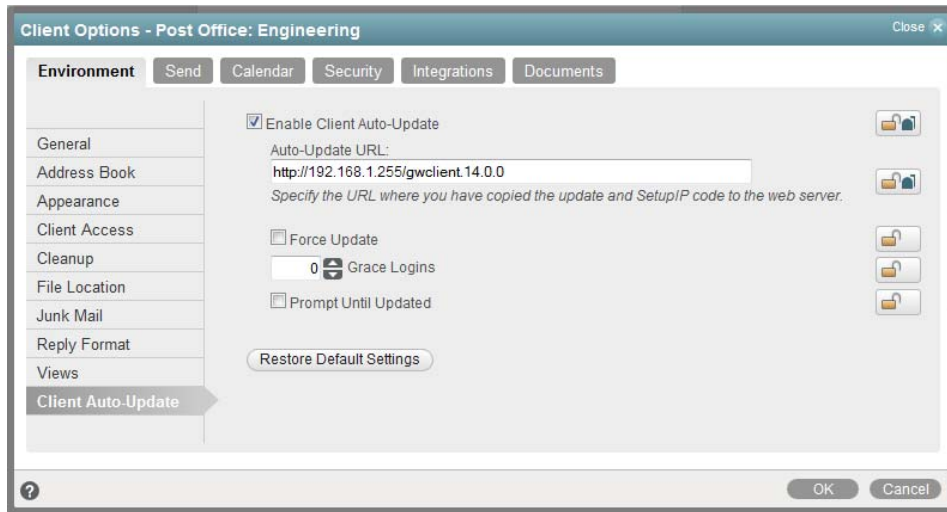 Client Options - Post Office: Engineering
Close x
Environment Send Calendar Security Integrations Documents
General
Address Book
Appearance
Client Access
Cleanup
File Location
Junk Mail
Reply Format
Views
Client Auto-Update
Enable Client Auto-Update
Auto-Update URL:
http://192.168.1.255/gwclient.14.0.0
Specify the URL where you have copied the update and SetupIP code to the web server.
Force Update
0 Grace Logins
Prompt Until Updated
Restore Default Settings
?
OK Cancel